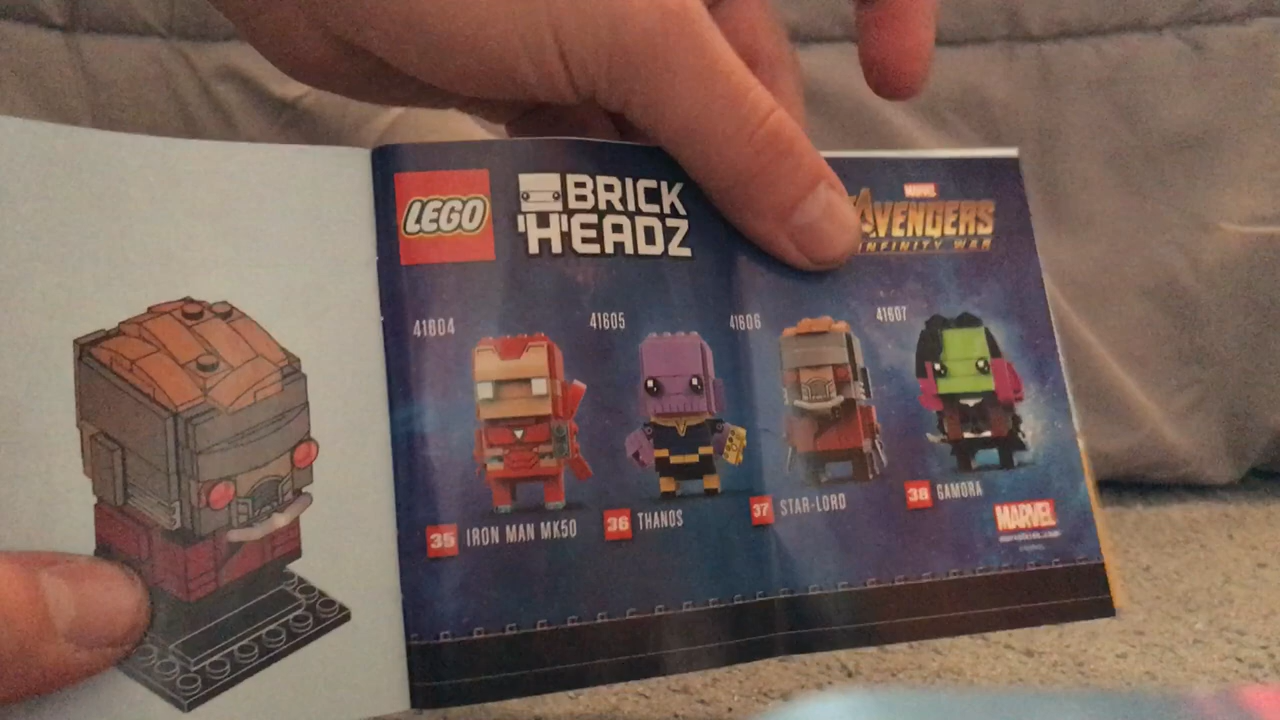 LEGO
BRICK
'H'EADZ
MARVEL
AVENGERS
INFINITY WAR
41604
41605
41606
41607
35 IRON MAN MK50
36 THANOS
37 STAR-LORD
38 GAMORA
MARVEL